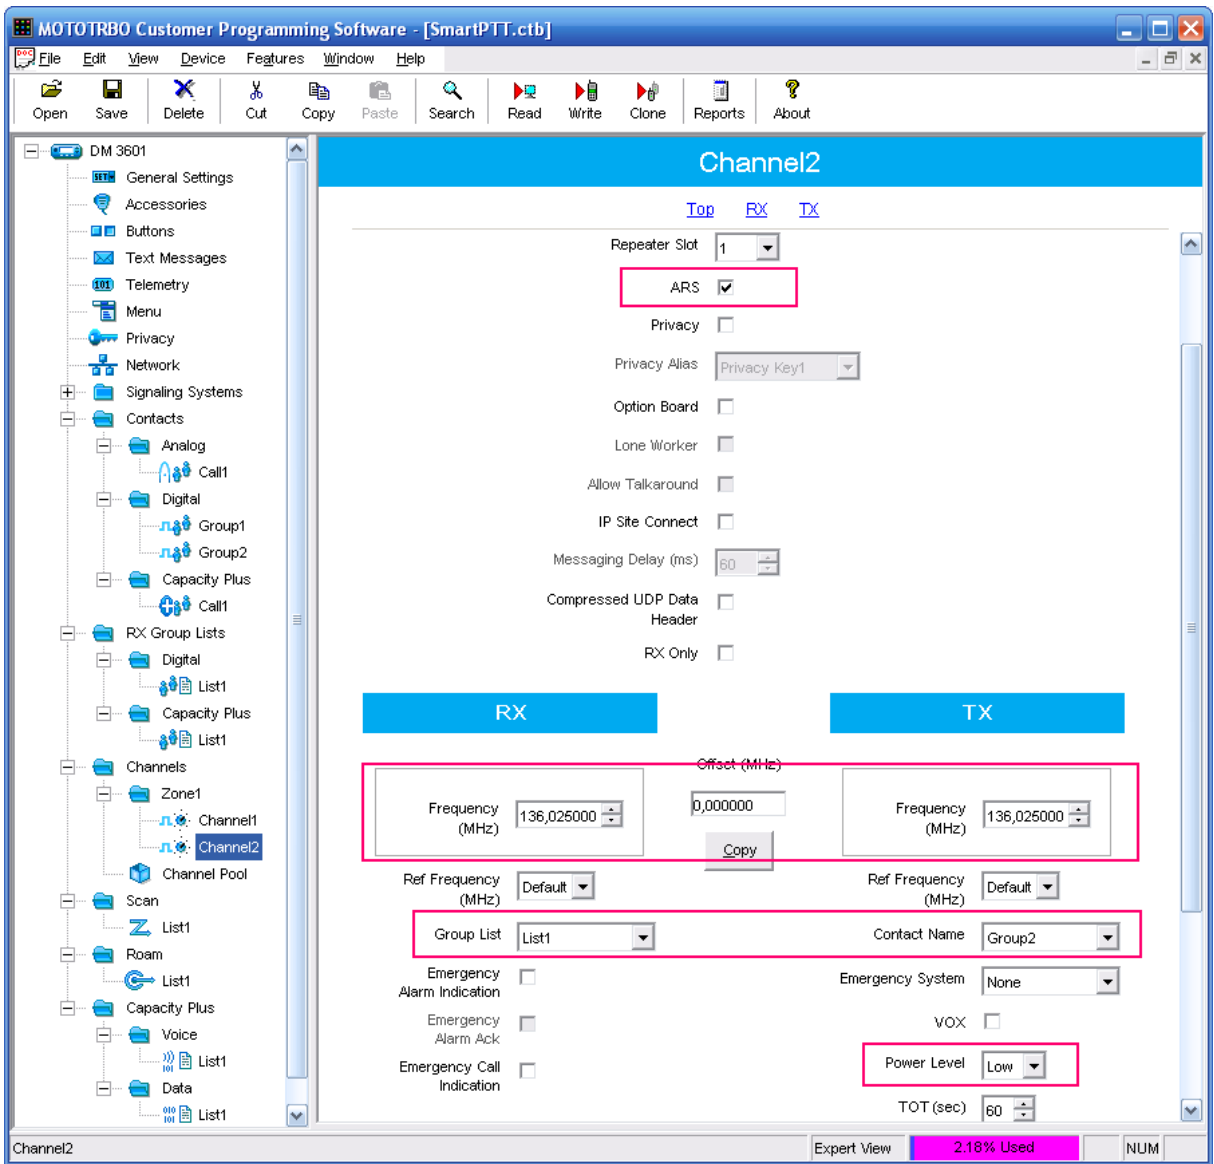 MOTOTRBO Customer Programming Software - [SmartPTT.ctb]
File Edit View Device Features Window Help
Open Save Delete Cut Copy Paste Search Read Write Clone Reports About
DM 3601
General Settings
Accessories
Buttons
Text Messages
Telemetry
Menu
Privacy
Network
Signaling Systems
Contacts
Analog
Call1
Digital
Group1
Group2
Capacity Plus
Call1
RX Group Lists
Digital
List1
Capacity Plus
List1
Channels
Zone1
Channel1
Channel2
Channel Pool
Scan
List1
Roam
List1
Capacity Plus
Voice
List1
Data
List1
Channel2
Top RX TX
Repeater Slot 1
ARS
Privacy
Privacy Alias Privacy Key1
Option Board
Lone Worker
Allow Talkaround
IP Site Connect
Messaging Delay (ms) 60
Compressed UDP Data
Header
RX Only
RX TX
Offset (MHz)
Frequency
(MHz)
136,025000
0,000000
Copy
Frequency
(MHz)
136,025000
Ref Frequency
(MHz)
Default
Ref Frequency
(MHz)
Default
Group List List1
Contact Name Group2
Emergency
Alarm Indication
Emergency System None
Emergency
Alarm Ack
VOX
Emergency Call
Indication
Power Level Low
TOT (sec) 60
Channel2 Expert View 2.18% Used NUM